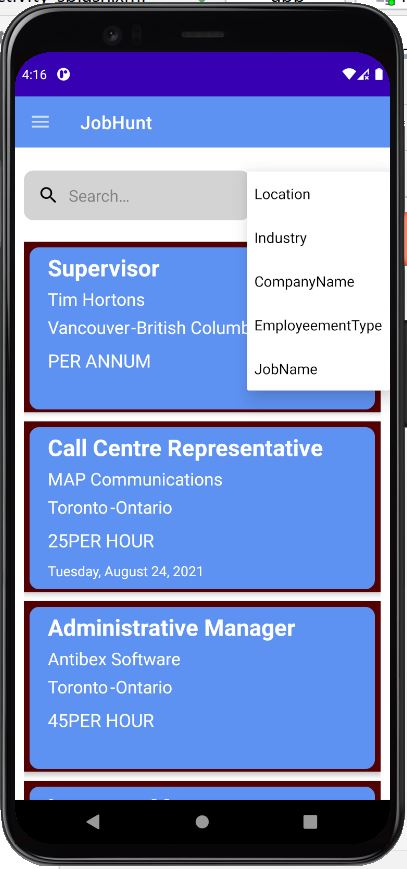 4:16
JobHunt
Search...
Location
Industry
CompanyName
EmployeementType
JobName
Supervisor
Tim Hortons
Vancouver-British Columb
PER ANNUM
Call Centre Representative
MAP Communications
Toronto-Ontario
25PER HOUR
Tuesday, August 24, 2021
Administrative Manager
Antibex Software
Toronto-Ontario
45PER HOUR